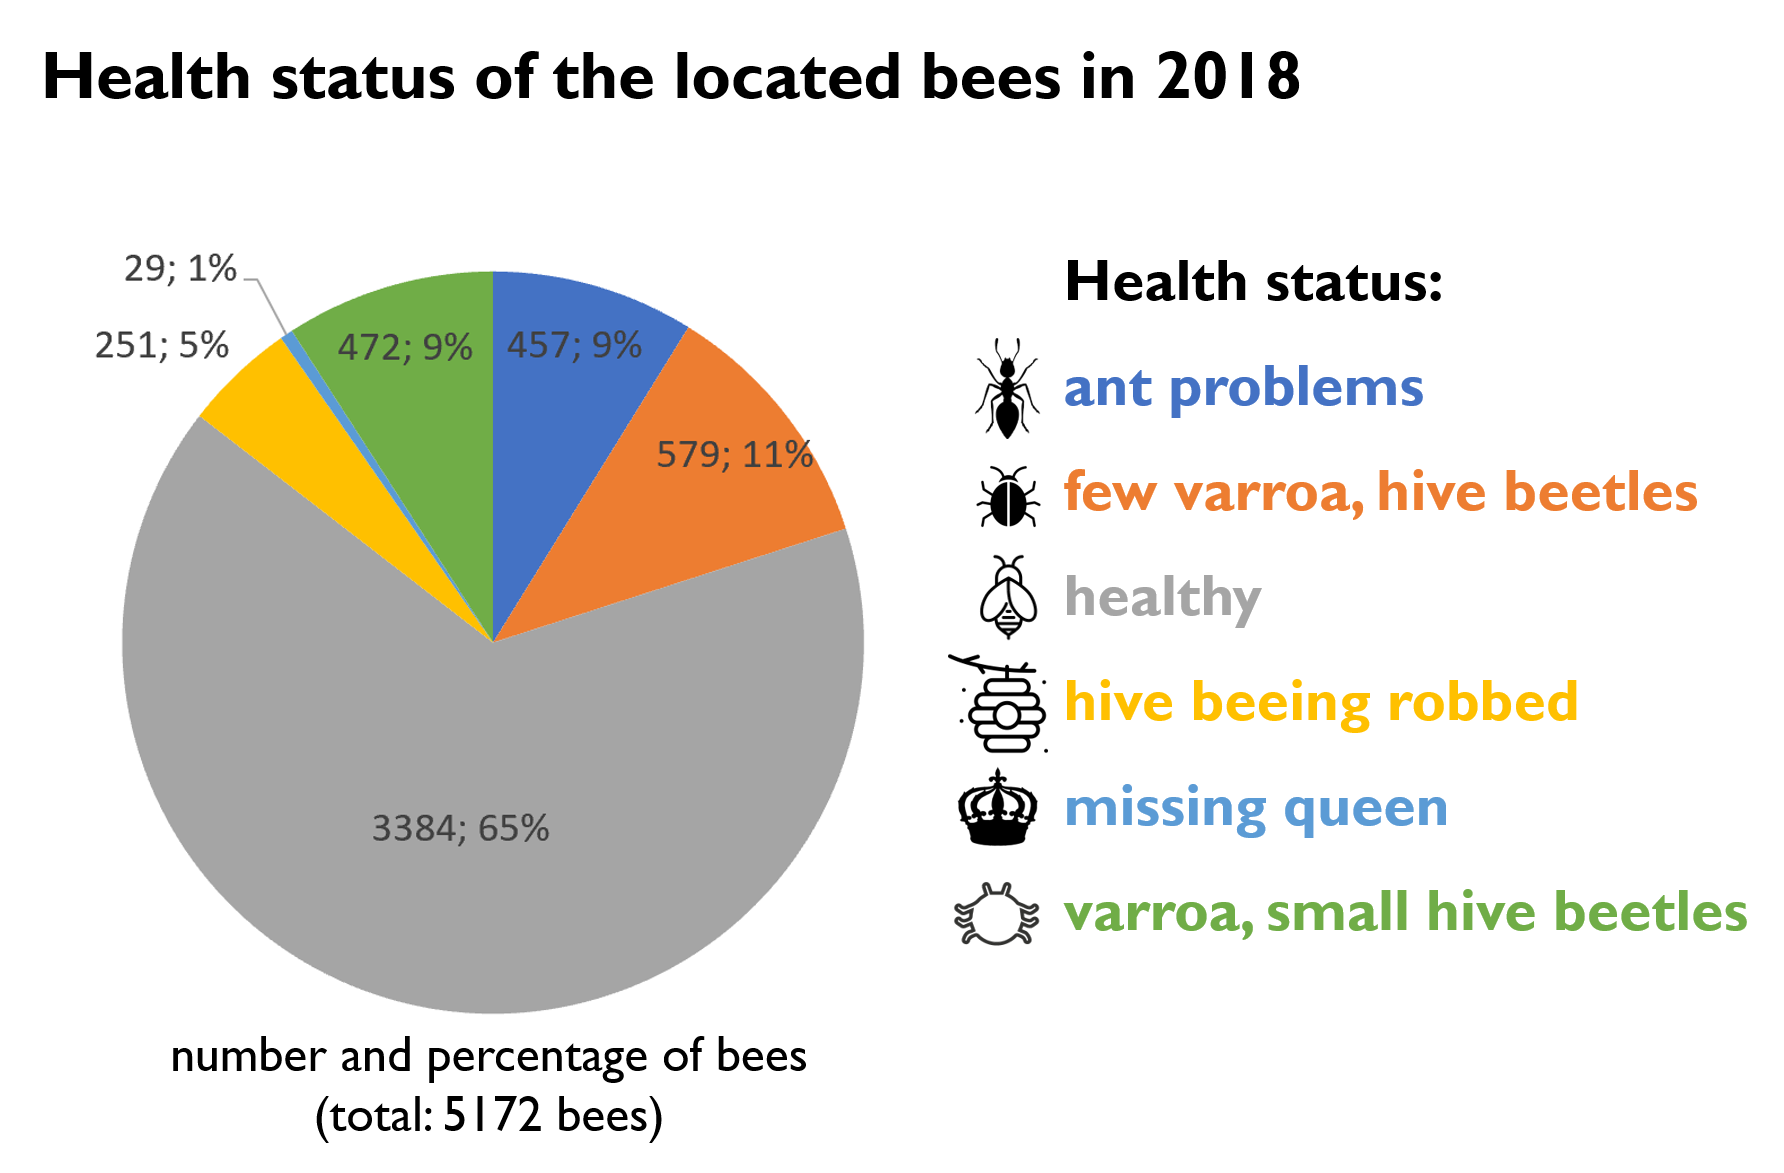 Health status of the located bees in 2018
29; 1%
251; 5%
472; 9%
457; 9%
579; 11%
3384; 65%
number and percentage of bees
(total: 5172 bees)
Health status:
ant problems
few varroa, hive beetles
healthy
hive beeing robbed
missing queen
varroa, small hive beetles